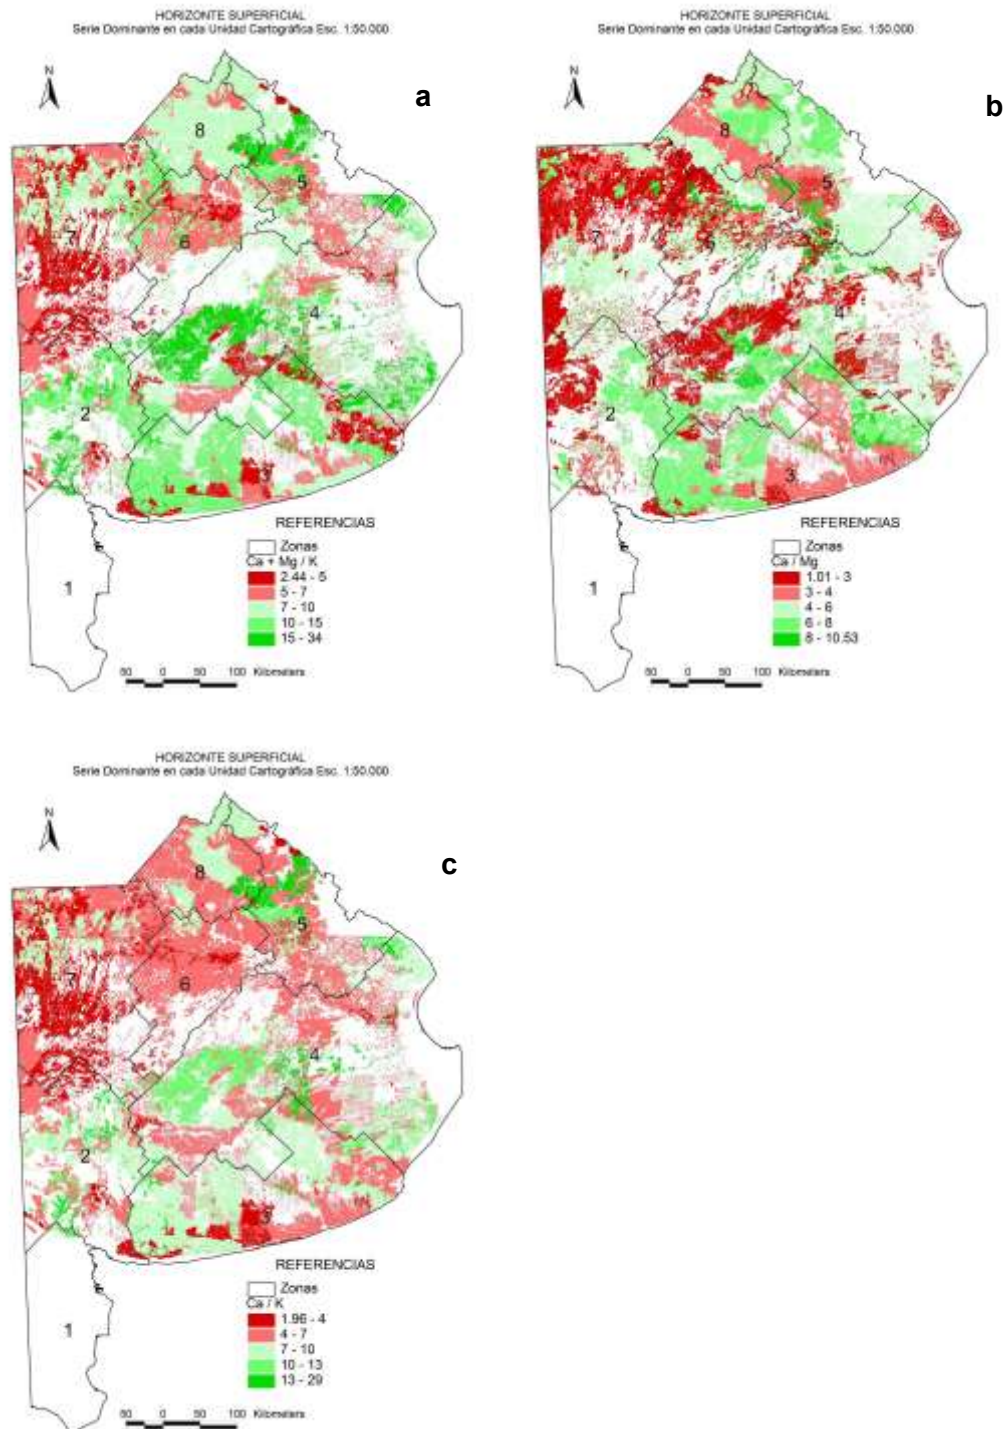 HORIZONTE SUPERFICIAL
Serie Dominante en cada Unidad Cartográfica Esc. 1:50.000
N
a
8
5
7
6
4
2
3
1
REFERENCIAS
Zonas
Ca + Mg / K
2.44 - 5
5 - 7
7 - 10
10 - 15
15 - 34
50 0 50 100 Kilometers
HORIZONTE SUPERFICIAL
Serie Dominante en cada Unidad Cartográfica Esc. 1:50.000
N
b
8
5
7
6
4
2
3
1
REFERENCIAS
Zonas
Ca / Mg
1.01 - 3
3 - 4
4 - 6
6 - 8
8 - 10.53
50 0 50 100 Kilometers
HORIZONTE SUPERFICIAL
Serie Dominante en cada Unidad Cartográfica Esc. 1:50.000
N
c
8
5
7
6
4
2
3
1
REFERENCIAS
Zonas
Ca / K
1.96 - 4
4 - 7
7 - 10
10 - 13
13 - 29
50 0 50 100 Kilometers